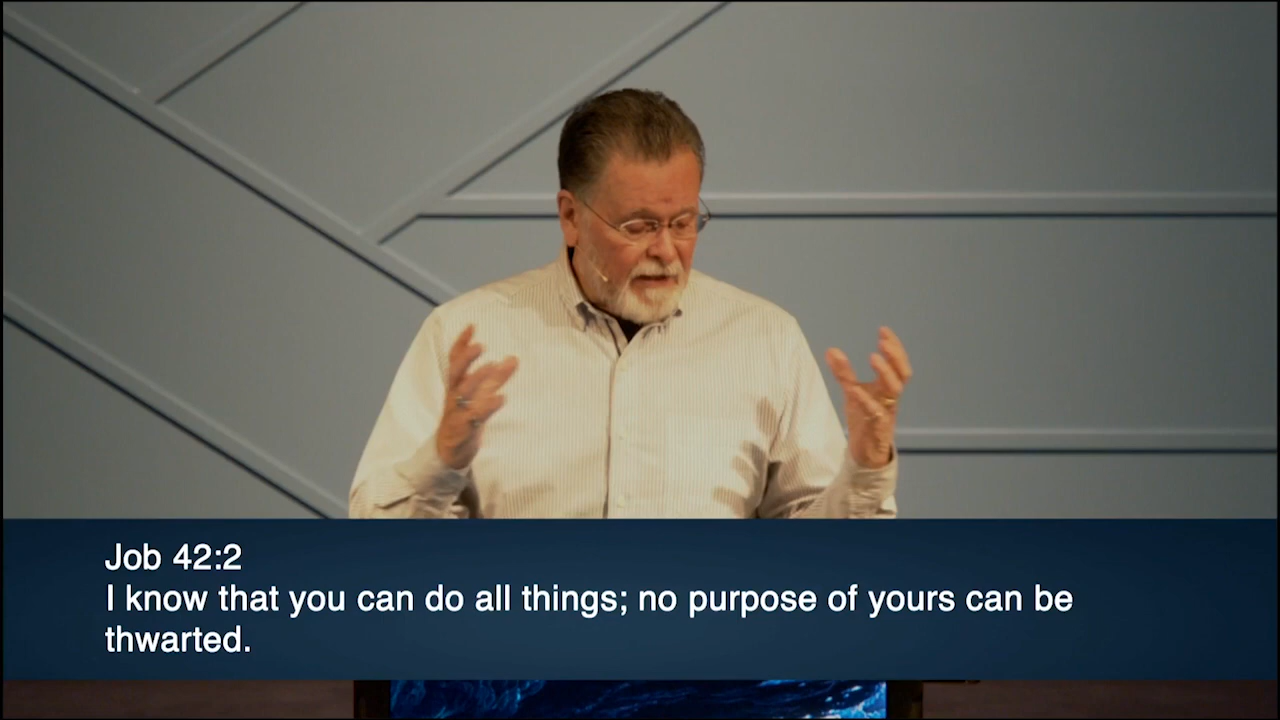 Job 42:2
I know that you can do all things; no purpose of yours can be
thwarted.